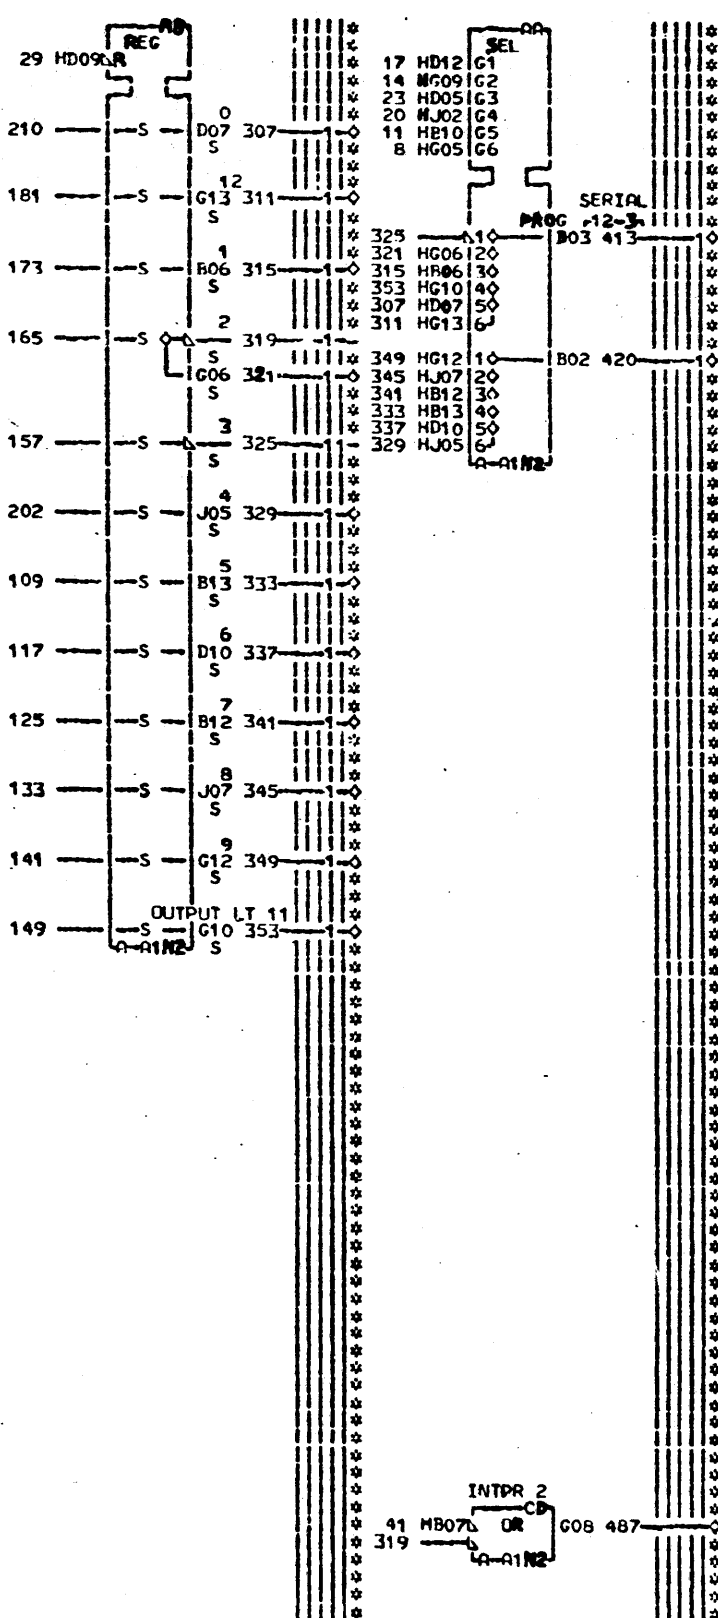 AB
REG
29 HD09 R
0
210 S D07 307 1
S
12
181 S G13 311 1
S
1
173 S B06 315 1
S
2
165 S 319 1
S
G06 321
S
3
157 S 325 1
S
4
202 S J05 329 1
S
5
109 S B13 333 1
S
6
117 S D10 337 1
S
7
125 S B12 341 1
S
8
133 S J07 345 1
S
9
141 S G12 349 1
S
OUTPUT LT 11
149 S G10 353 1
A-A1N2 S
AA
SEL
17 HD12 G1
14 MG09 G2
23 HD05 G3
20 MJ02 G4
11 HB10 G5
8 HG05 G6
SERIAL
PROG 12-3
325 1 B03 413 1
321 HG06 2
315 HB06 3
353 HG10 4
307 HD07 5
311 HG13 6
349 HG12 1 B02 420 1
345 HJ07 2
341 HB12 3
333 HB13 4
337 HD10 5
329 HJ05 6
A-A1N2
INTPR 2
CD
41 MB07 OR G08 487
319
A-A1N2